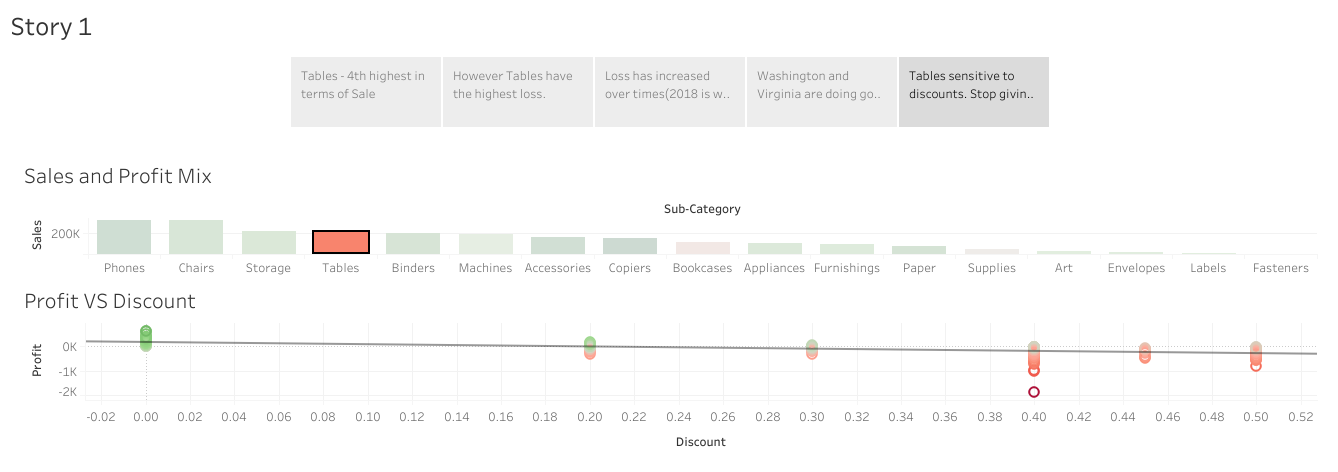 Story 1
Tables - 4th highest in
terms of Sale
However Tables have
the highest loss.
Loss has increased
over times(2018 is w..
Washington and
Virginia are doing go..
Tables sensitive to
discounts. Stop givin..
Sales and Profit Mix
Sub-Category
Sales
200K
Phones Chairs Storage Tables Binders Machines Accessories Copiers Bookcases Appliances Furnishings Paper Supplies Art Envelopes Labels Fasteners
Profit VS Discount
Profit
0K
-1K
-2K
-0.02 0.00 0.02 0.04 0.06 0.08 0.10 0.12 0.14 0.16 0.18 0.20 0.22 0.24 0.26 0.28 0.30 0.32 0.34 0.36 0.38 0.40 0.42 0.44 0.46 0.48 0.50 0.52
Discount